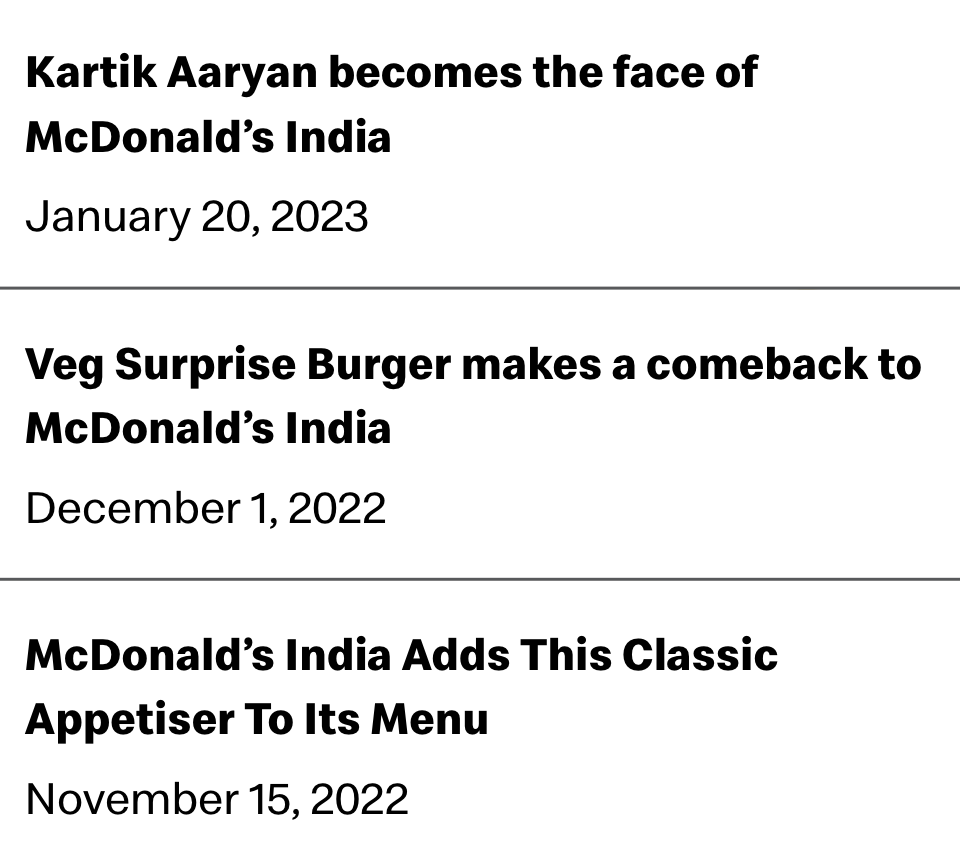 Kartik Aaryan becomes the face of
McDonald’s India
January 20, 2023
Veg Surprise Burger makes a comeback to
McDonald’s India
December 1, 2022
McDonald’s India Adds This Classic
Appetiser To Its Menu
November 15, 2022